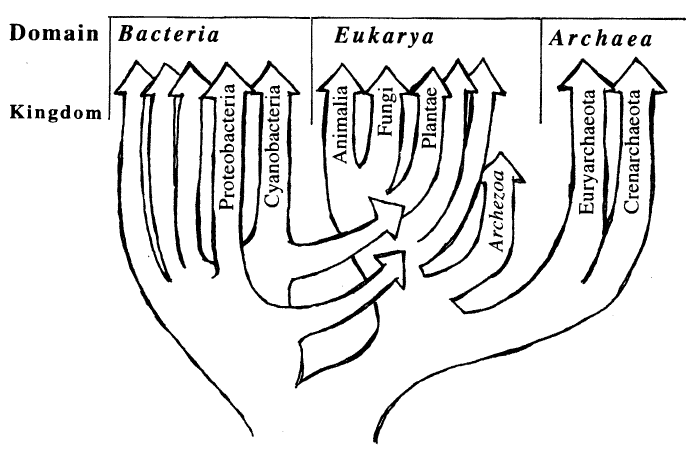 Domain Bacteria Eukarya Archaea
Kingdom
Proteobacteria
Cyanobacteria
Animalia
Fungi
Plantae
Archezoa
Euryarchaeota
Crenarchaeota